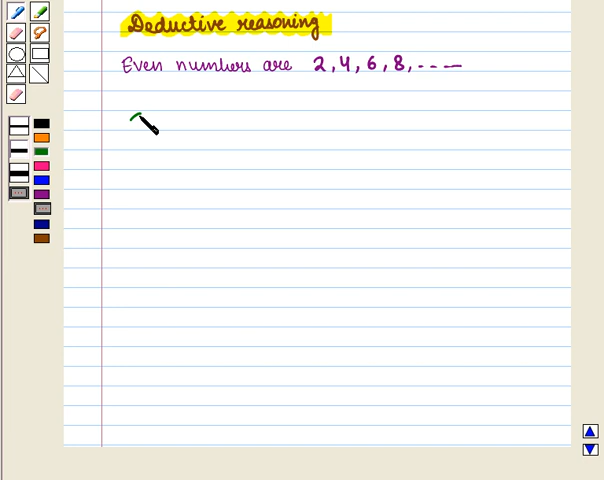 Deductive reasoning
Even numbers are 2, 4, 6, 8, - - —